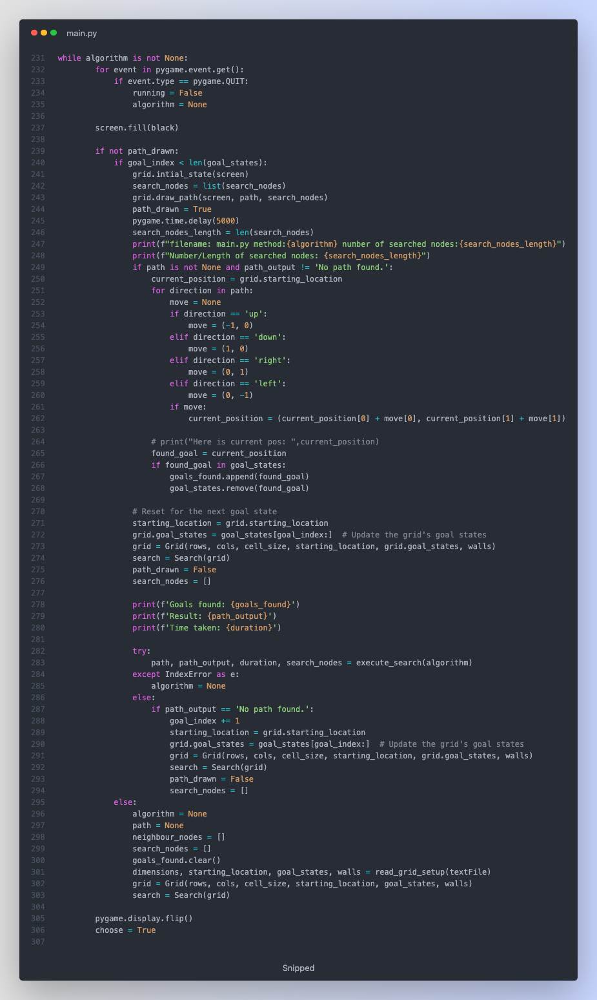 main.py
231 while algorithm is not None:
232         for event in pygame.event.get():
233             if event.type == pygame.QUIT:
234                 running = False
235                 algorithm = None
236
237         screen.fill(black)
238
239         if not path_drawn:
240             if goal_index < len(goal_states):
241                 grid.intial_state(screen)
242                 search_nodes = list(search_nodes)
243                 grid.draw_path(screen, path, search_nodes)
244                 path_drawn = True
245                 pygame.time.delay(5000)
246                 search_nodes_length = len(search_nodes)
247                 print(f"filename: main.py method:{algorithm} number of searched nodes:{search_nodes_length}")
248                 print(f"Number/Length of searched nodes: {search_nodes_length}")
249                 if path is not None and path_output != 'No path found.':
250                     current_position = grid.starting_location
251                     for direction in path:
252                         move = None
253                         if direction == 'up':
254                             move = (-1, 0)
255                         elif direction == 'down':
256                             move = (1, 0)
257                         elif direction == 'right':
258                             move = (0, 1)
259                         elif direction == 'left':
260                             move = (0, -1)
261                         if move:
262                             current_position = (current_position[0] + move[0], current_position[1] + move[1])
263
264                     # print("Here is current pos: ",current_position)
265                     found_goal = current_position
266                     if found_goal in goal_states:
267                         goals_found.append(found_goal)
268                         goal_states.remove(found_goal)
269
270                 # Reset for the next goal state
271                 starting_location = grid.starting_location
272                 grid.goal_states = goal_states[goal_index:]  # Update the grid's goal states
273                 grid = Grid(rows, cols, cell_size, starting_location, grid.goal_states, walls)
274                 search = Search(grid)
275                 path_drawn = False
276                 search_nodes = []
277
278                 print(f'Goals found: {goals_found}')
279                 print(f'Result: {path_output}')
280                 print(f'Time taken: {duration}')
281
282                 try:
283                     path, path_output, duration, search_nodes = execute_search(algorithm)
284                 except IndexError as e:
285                     algorithm = None
286                 else:
287                     if path_output == 'No path found.':
288                         goal_index += 1
289                         starting_location = grid.starting_location
290                         grid.goal_states = goal_states[goal_index:]  # Update the grid's goal states
291                         grid = Grid(rows, cols, cell_size, starting_location, grid.goal_states, walls)
292                         search = Search(grid)
293                         path_drawn = False
294                         search_nodes = []
295             else:
296                 algorithm = None
297                 path = None
298                 neighbour_nodes = []
299                 search_nodes = []
300                 goals_found.clear()
301                 dimensions, starting_location, goal_states, walls = read_grid_setup(textFile)
302                 grid = Grid(rows, cols, cell_size, starting_location, goal_states, walls)
303                 search = Search(grid)
304
305         pygame.display.flip()
306         choose = True
307
Snipped